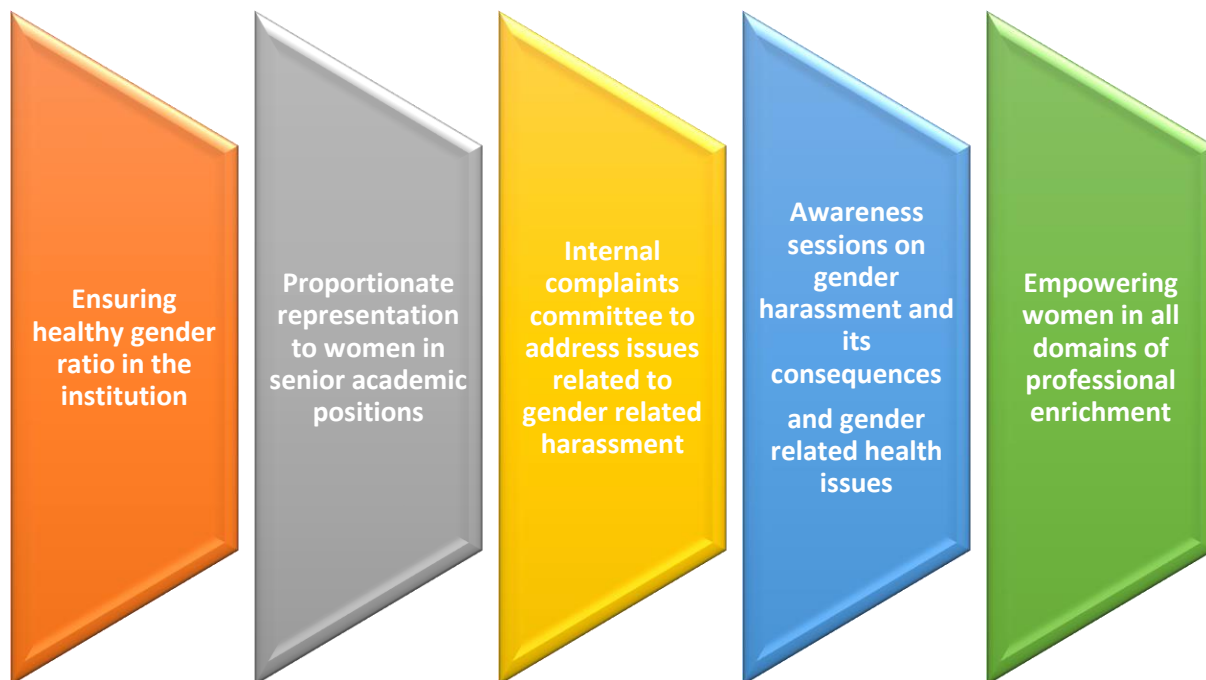 Ensuring
healthy gender
ratio in the
institution
Proportionate
representation
to women in
senior academic
positions
Internal
complaints
committee to
address issues
related to
gender related
harassment
Awareness
sessions on
gender
harassment and
its
consequences
and gender
related health
issues
Empowering
women in all
domains of
professional
enrichment